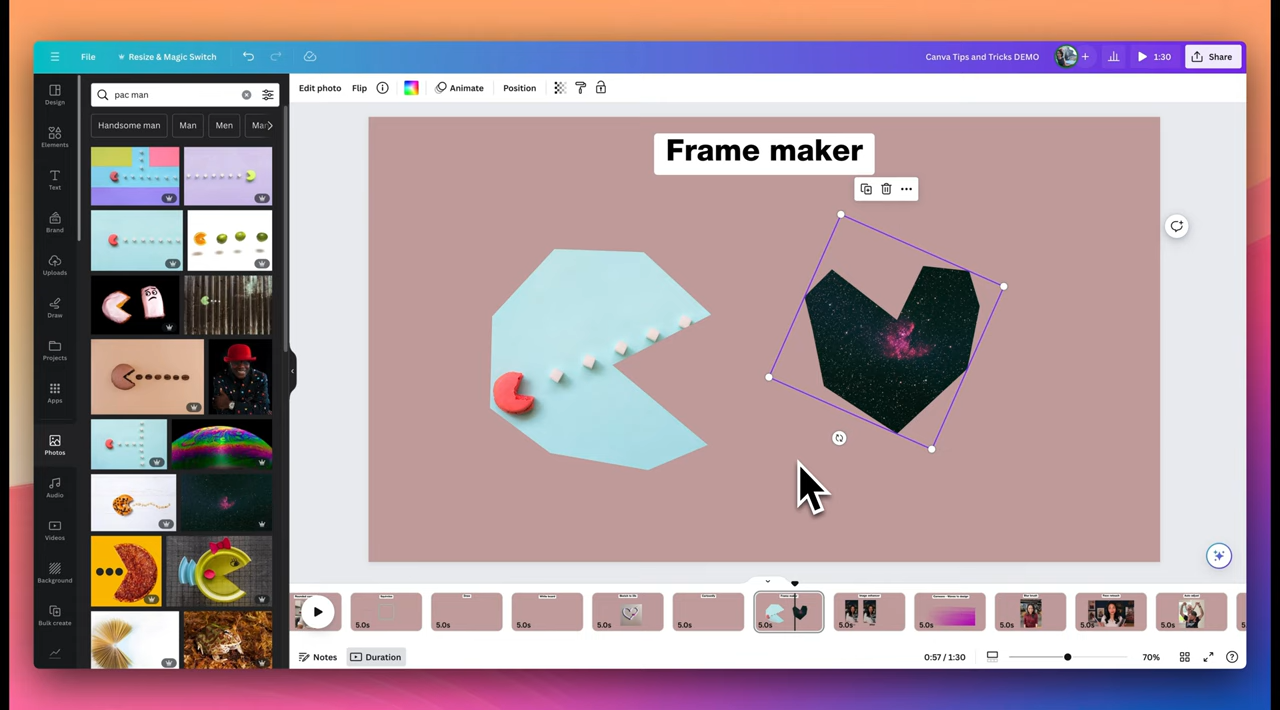 File
Resize & Magic Switch
Canva Tips and Tricks DEMO
1:30
Share
Design
Elements
Text
Brand
Uploads
Draw
Projects
Apps
Photos
Audio
Videos
Background
Bulk create
pac man
Handsome man
Man
Men
Edit photo
Flip
Animate
Position
Frame maker
5.0s
5.0s
5.0s
5.0s
5.0s
5.0s
5.0s
5.0s
5.0s
5.0s
5.0s
5.0s
Notes
Duration
0:57 / 1:30
70%